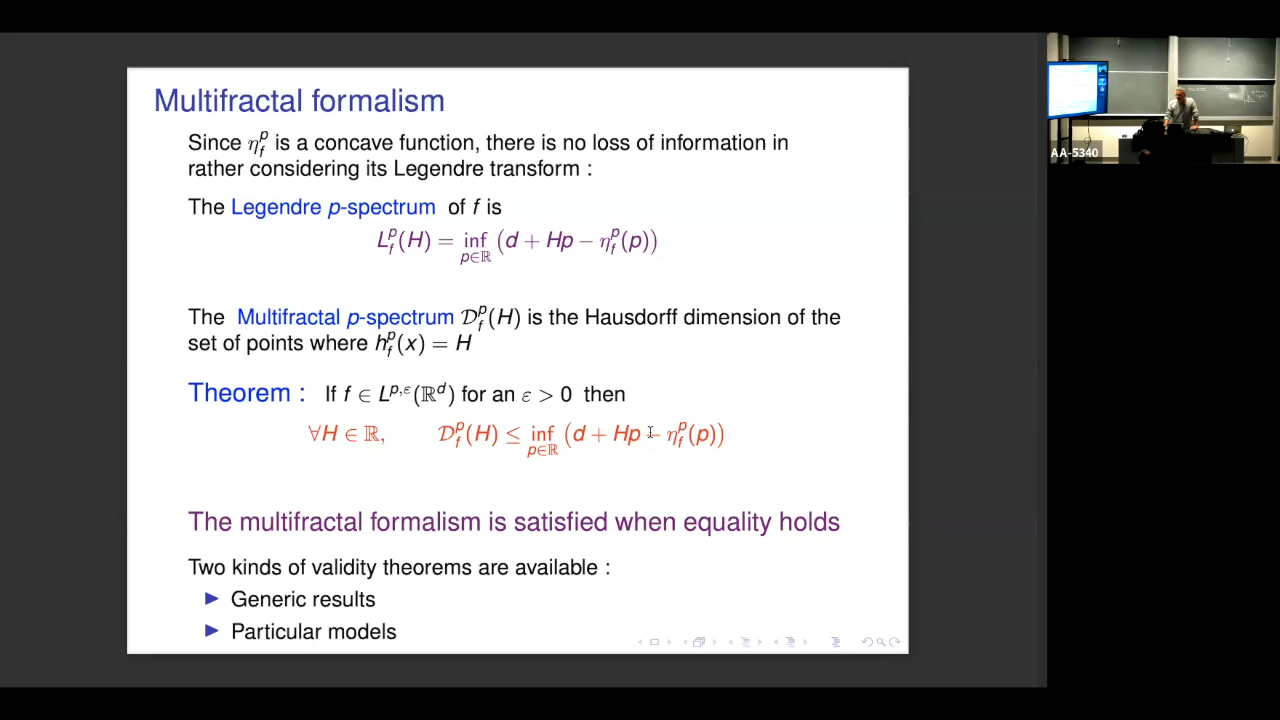 Multifractal formalism
Since η_f^p is a concave function, there is no loss of information in
rather considering its Legendre transform :
The Legendre p-spectrum of f is
L_f^p(H) = inf_{p∈ℝ} (d + Hp − η_f^p(p))
The Multifractal p-spectrum 𝒟_f^p(H) is the Hausdorff dimension of the
set of points where h_f^p(x) = H
Theorem : If f ∈ L^{p,ε}(ℝ^d) for an ε > 0 then
∀H ∈ ℝ, 𝒟_f^p(H) ≤ inf_{p∈ℝ} (d + Hp − η_f^p(p))
The multifractal formalism is satisfied when equality holds
Two kinds of validity theorems are available :
▶ Generic results
▶ Particular models
AA-5340